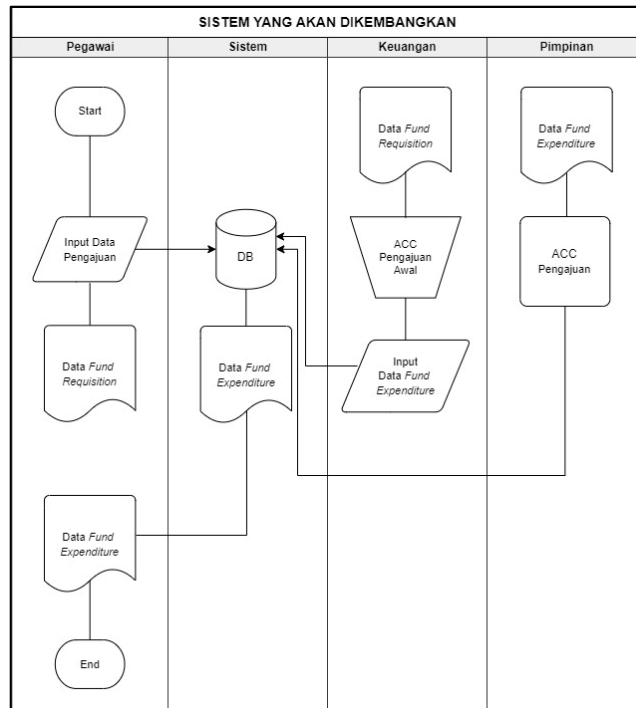 SISTEM YANG AKAN DIKEMBANGKAN
Pegawai
Sistem
Keuangan
Pimpinan
Start
Input Data
Pengajuan
Data Fund
Requisition
Data Fund
Expenditure
End
DB
Data Fund
Expenditure
Data Fund
Requisition
ACC
Pengajuan
Awal
Input
Data Fund
Expenditure
Data Fund
Expenditure
ACC
Pengajuan